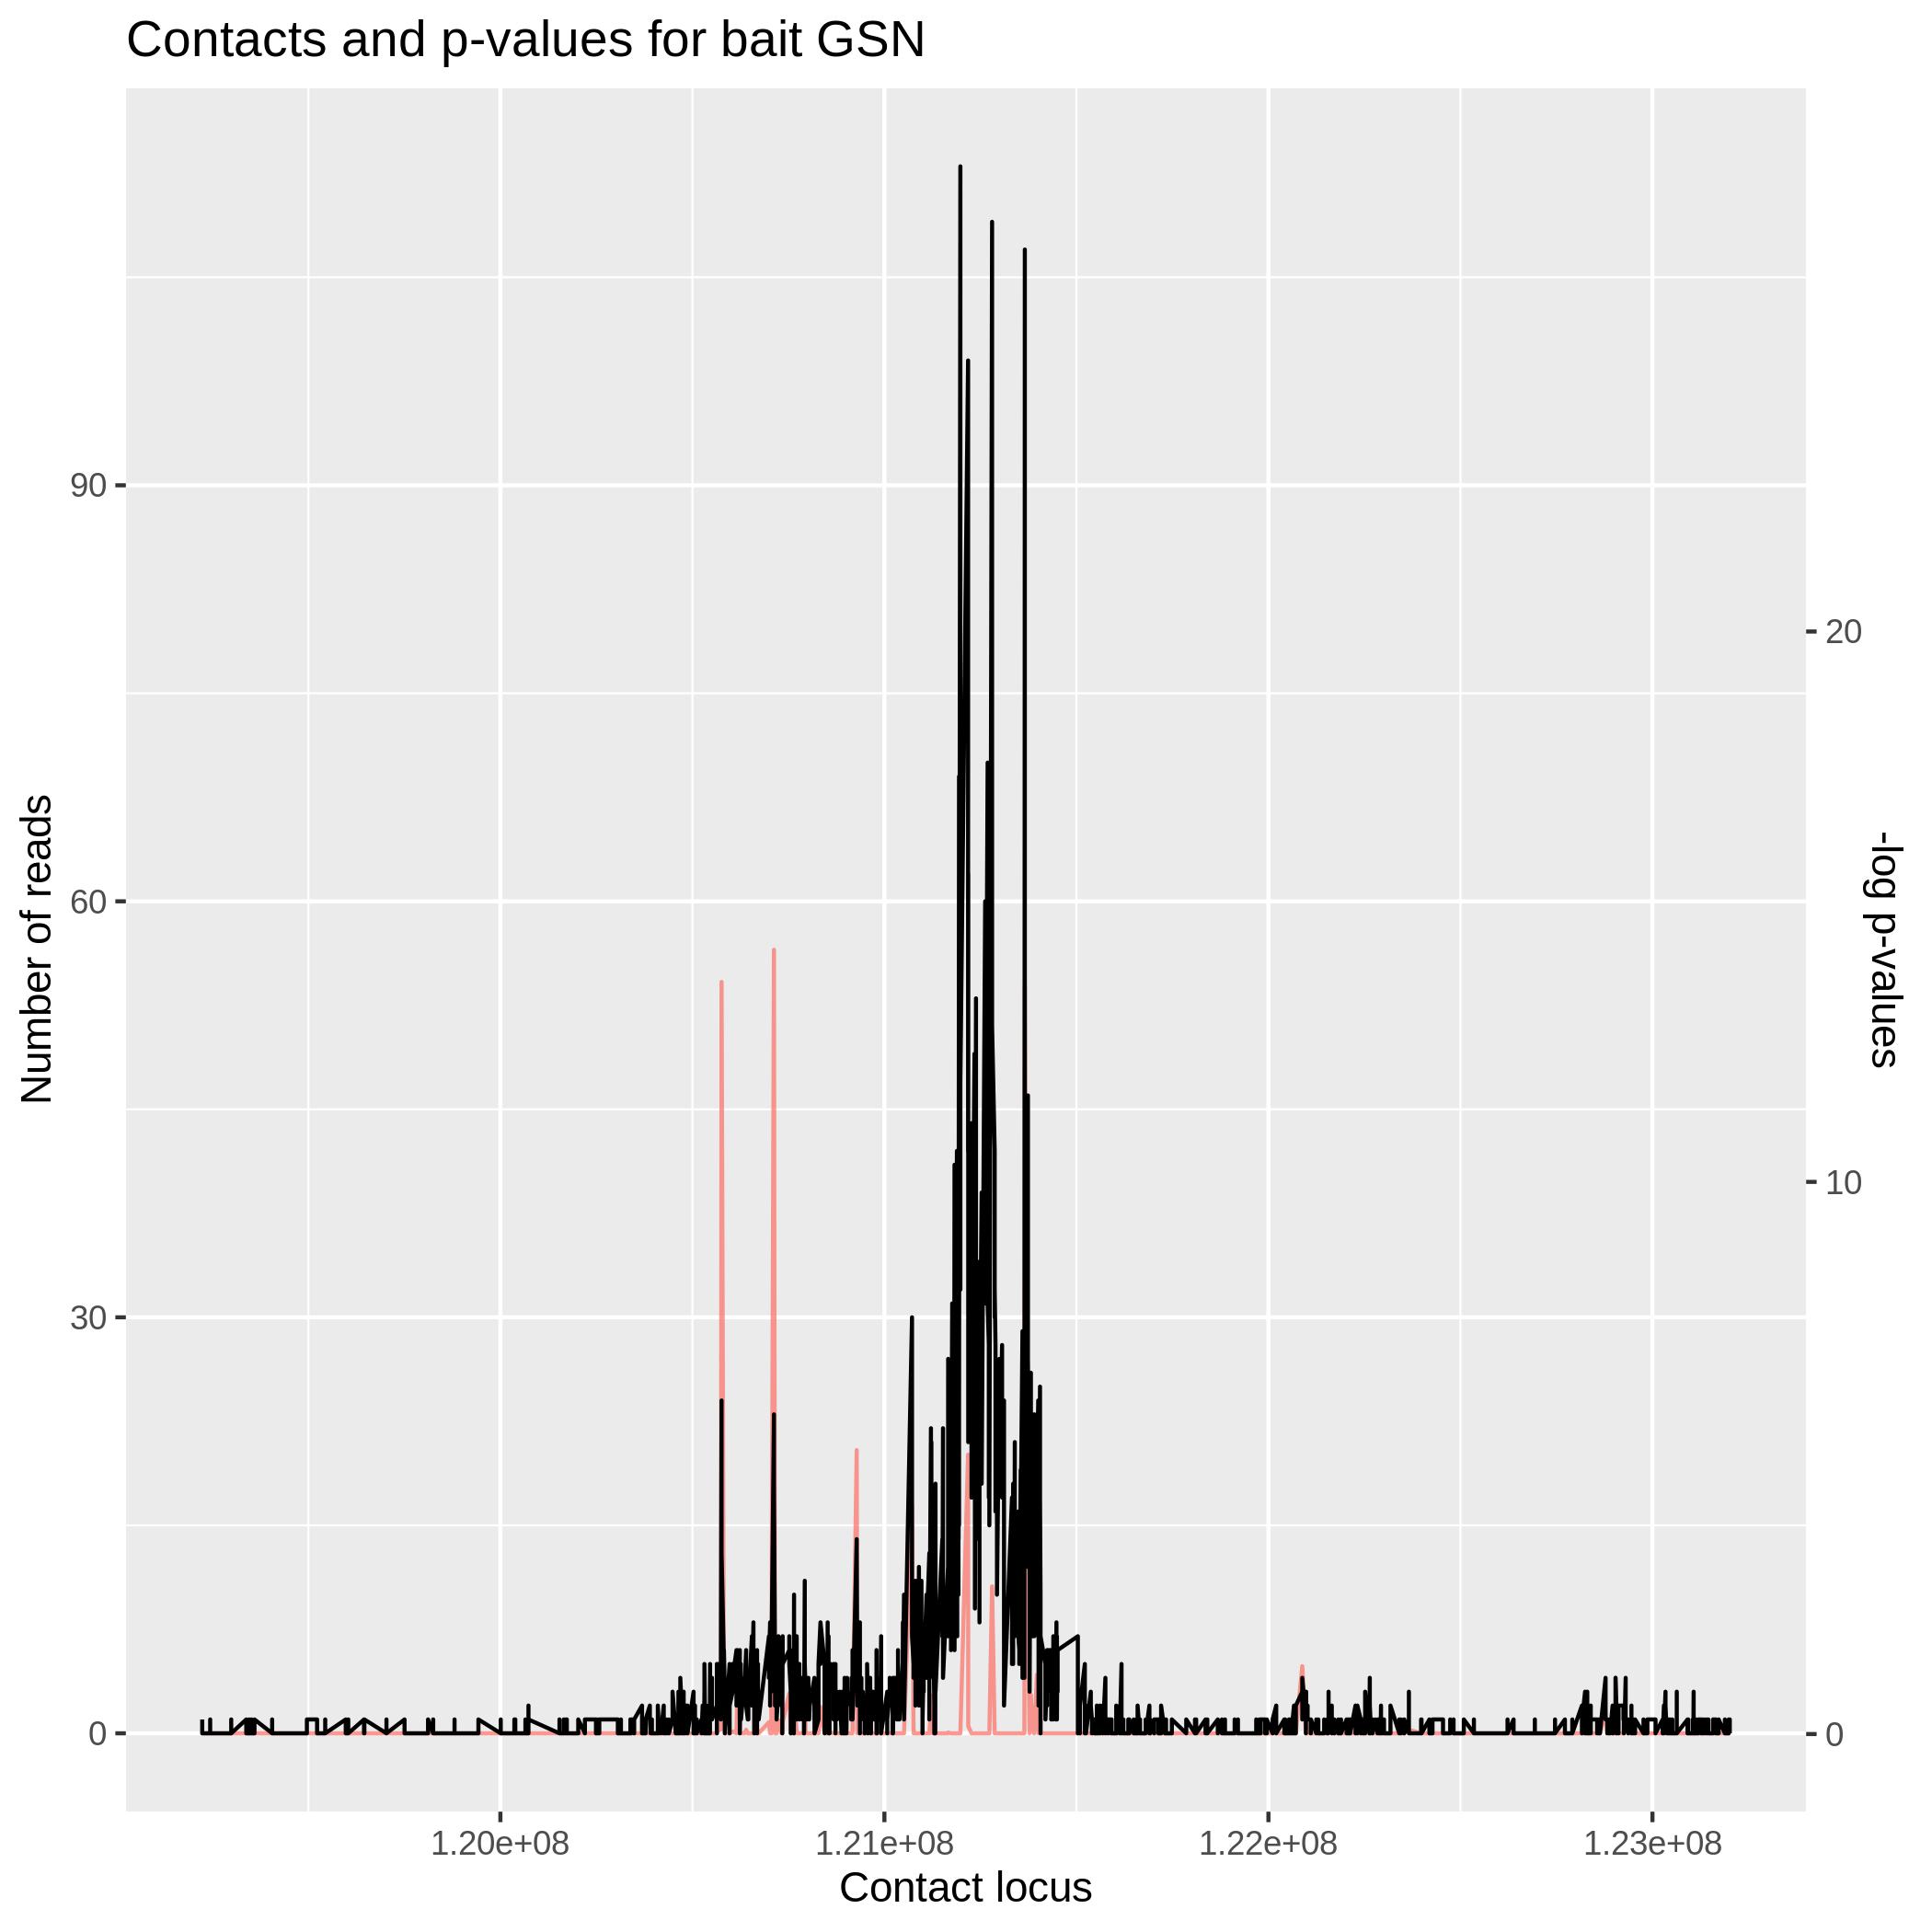 Contacts and p-values for bait GSN
Number of reads
90
60
30
0
20
10
0
-log p-values
1.20e+08
1.21e+08
1.22e+08
1.23e+08
Contact locus